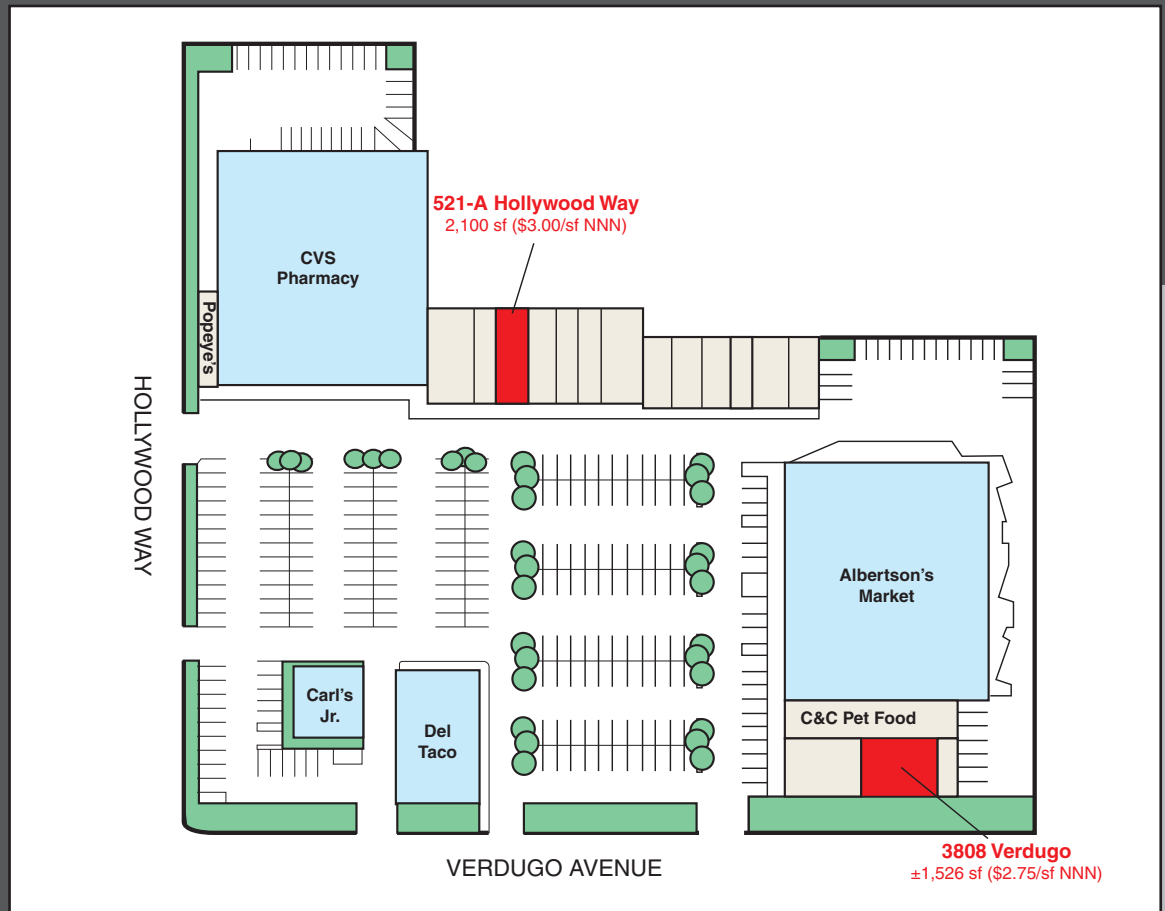 521-A Hollywood Way
2,100 sf ($3.00/sf NNN)
CVS
Pharmacy
Popeye's
HOLLYWOOD WAY
Albertson's
Market
Carl's
Jr.
Del
Taco
C&C Pet Food
3808 Verdugo
±1,526 sf ($2.75/sf NNN)
VERDUGO AVENUE